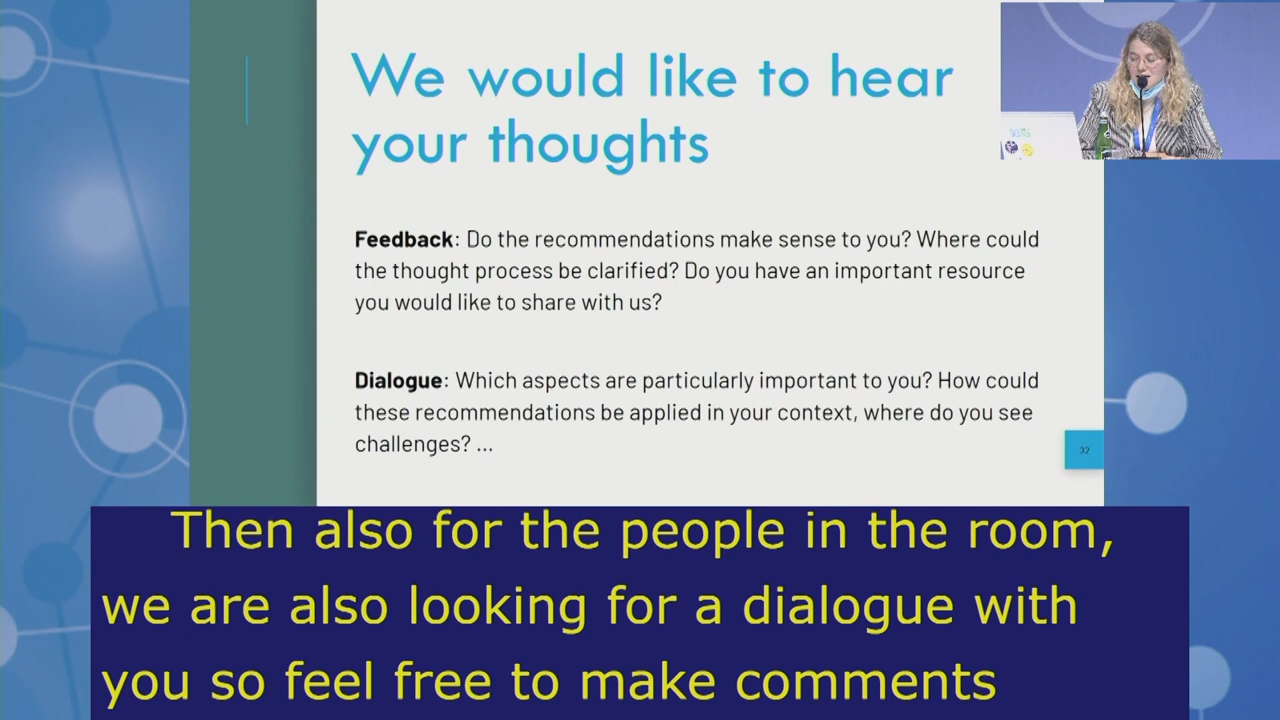 We would like to hear
your thoughts
Feedback: Do the recommendations make sense to you? Where could
the thought process be clarified? Do you have an important resource
you would like to share with us?
Dialogue: Which aspects are particularly important to you? How could
these recommendations be applied in your context, where do you see
challenges? ...
32
Then also for the people in the room,
we are also looking for a dialogue with
you so feel free to make comments